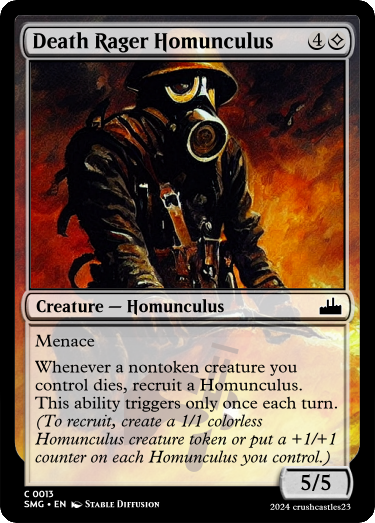 Death Rager Homunculus 4
Creature — Homunculus
Menace
Whenever a nontoken creature you
control dies, recruit a Homunculus.
This ability triggers only once each turn.
(To recruit, create a 1/1 colorless
Homunculus creature token or put a +1/+1
counter on each Homunculus you control.)
5/5
C 0013
SMG • EN Stable Diffusion
2024 crushcastles23